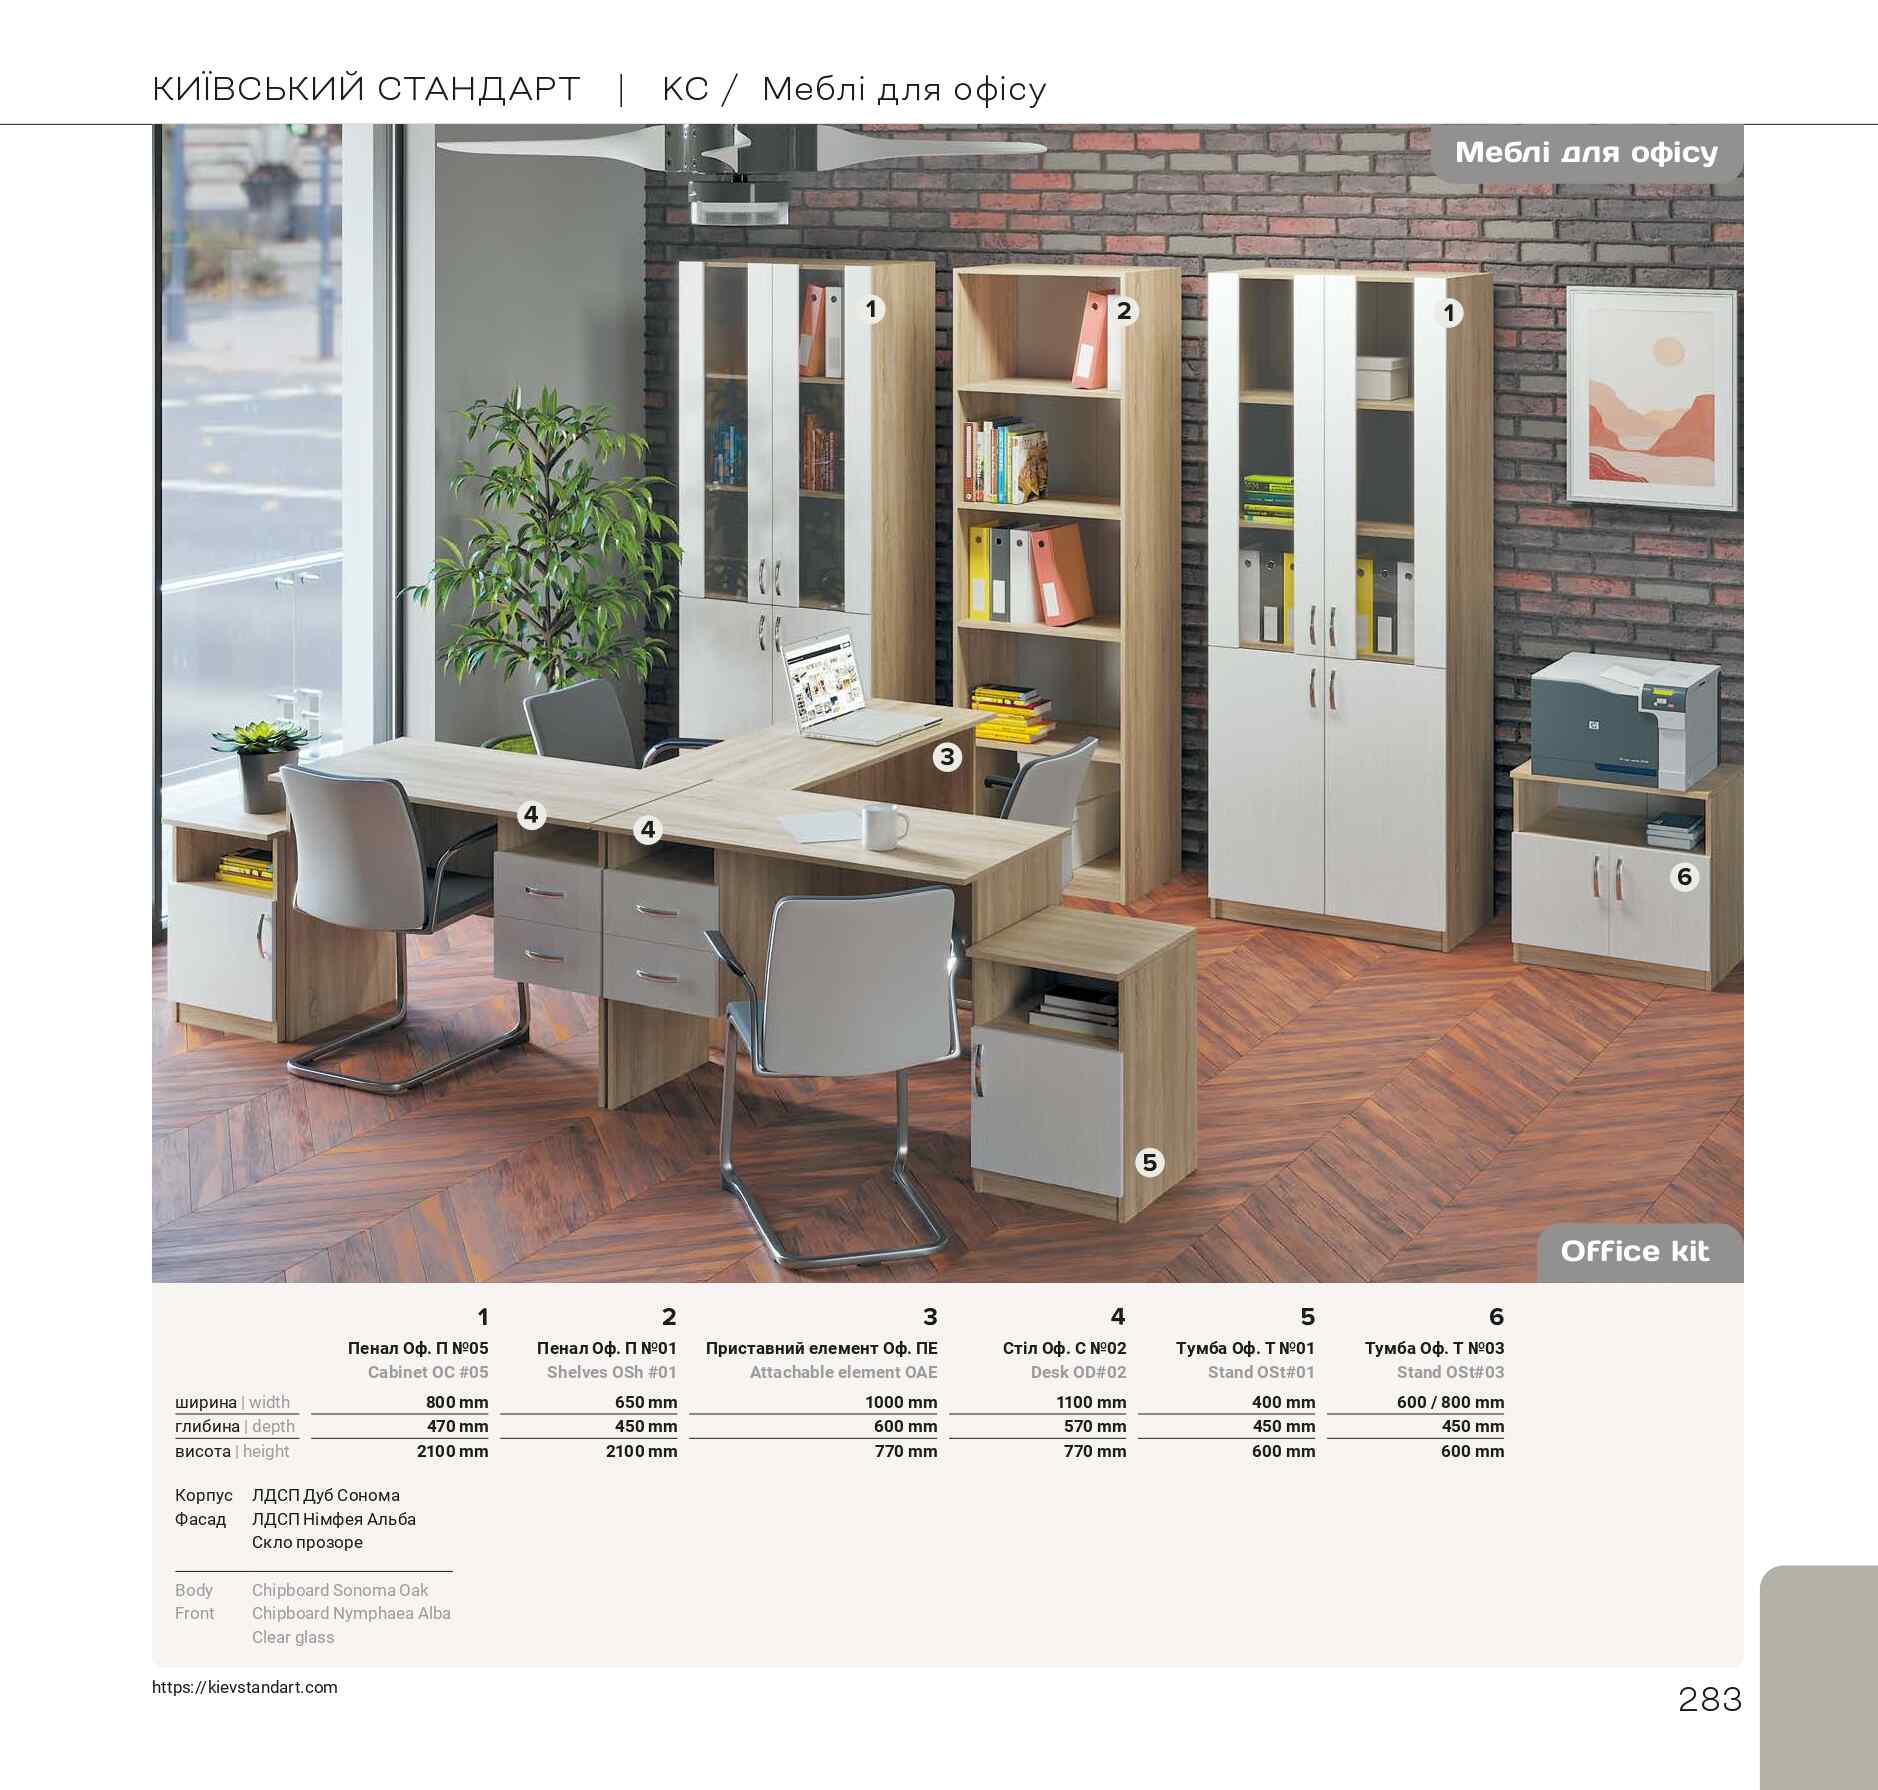 КИЇВСЬКИЙ СТАНДАРТ | КС / Меблі для офісу
Меблі для офісу
1
2
1
3
4
4
6
5
Office kit
1 2 3 4 5 6
Пенал Оф. П №05 Пенал Оф. П №01 Приставний елемент Оф. ПЕ Стіл Оф. С №02 Тумба Оф. Т №01 Тумба Оф. Т №03
Cabinet OC #05 Shelves OSh #01 Attachable element OAE Desk OD#02 Stand OSt#01 Stand OSt#03
ширина | width 800 mm 650 mm 1000 mm 1100 mm 400 mm 600 / 800 mm
глибина | depth 470 mm 450 mm 600 mm 570 mm 450 mm 450 mm
висота | height 2100 mm 2100 mm 770 mm 770 mm 600 mm 600 mm
Корпус ЛДСП Дуб Сонома
Фасад ЛДСП Німфея Альба
Скло прозоре
Body Chipboard Sonoma Oak
Front Chipboard Nymphaea Alba
Clear glass
https://kievstandart.com
283